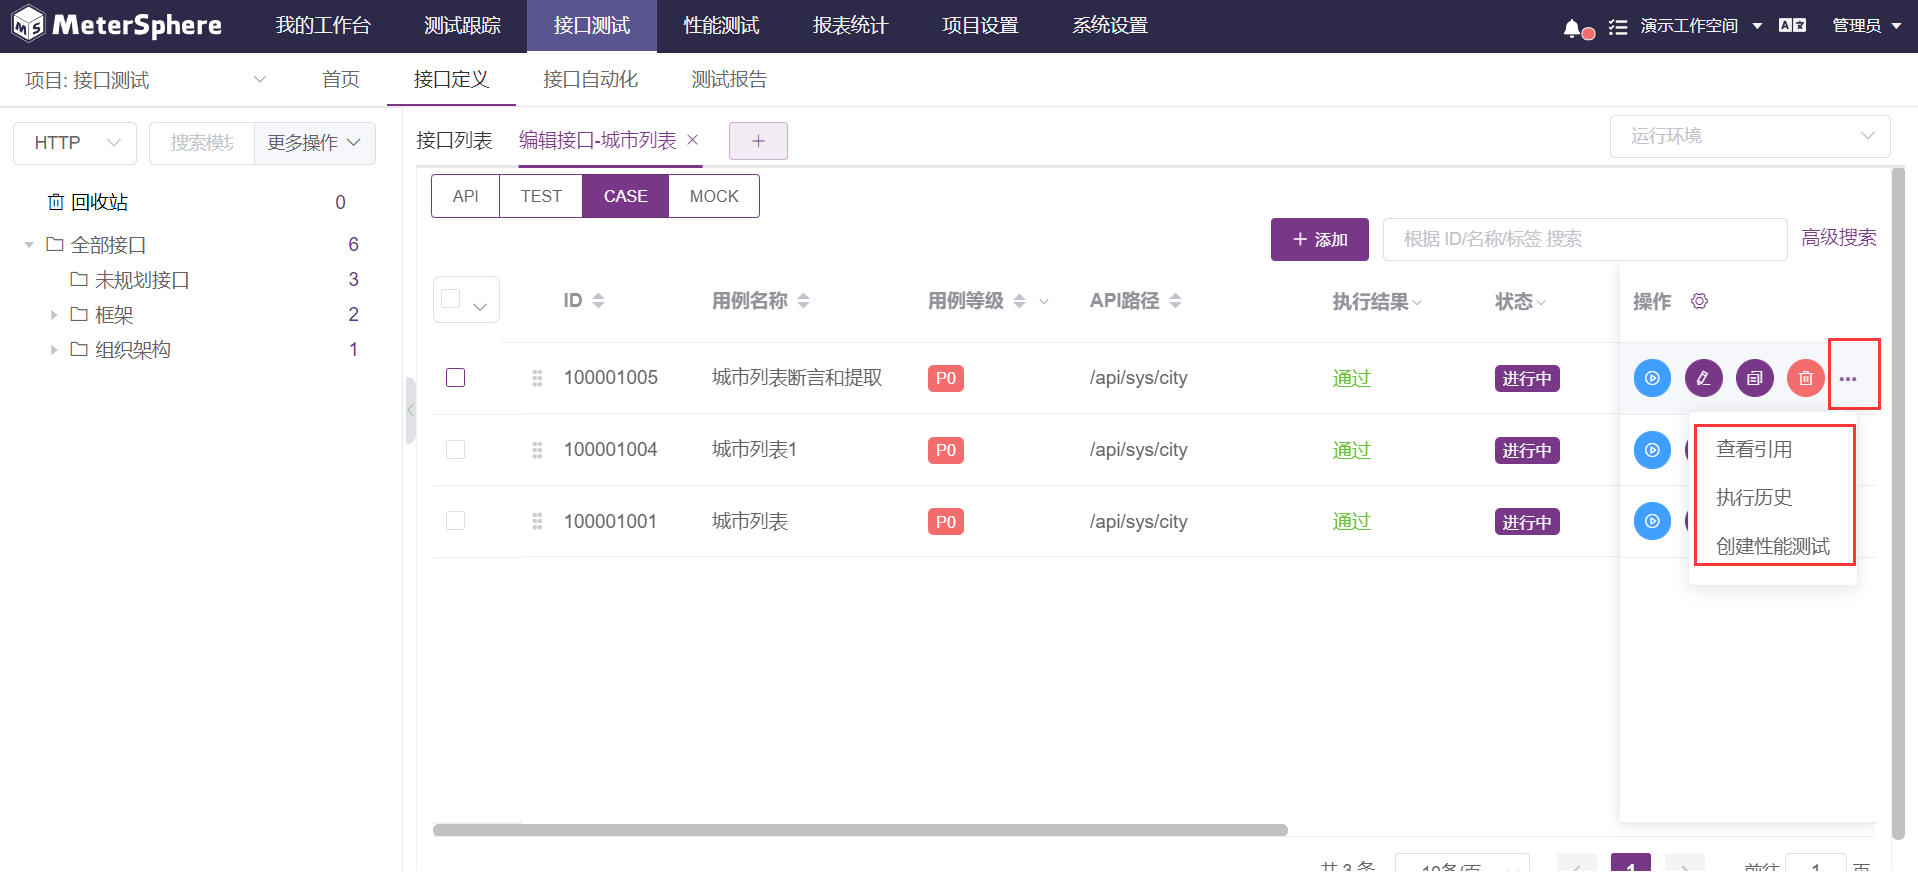 MeterSphere 我的工作台 测试跟踪 接口测试 性能测试 报表统计 项目设置 系统设置 演示工作空间 管理员
项目: 接口测试 首页 接口定义 接口自动化 测试报告
HTTP 搜索模块 更多操作
接口列表 编辑接口-城市列表 运行环境
API TEST CASE MOCK
回收站 0
全部接口 6
未规划接口 3
框架 2
组织架构 1
添加 根据 ID/名称/标签 搜索 高级搜索
ID 用例名称 用例等级 API路径 执行结果 状态 操作
100001005 城市列表断言和提取 P0 /api/sys/city 通过 进行中
100001004 城市列表1 P0 /api/sys/city 通过 进行中
100001001 城市列表 P0 /api/sys/city 通过 进行中
查看引用
执行历史
创建性能测试
共 3 条 10条/页 1 前往 1 页